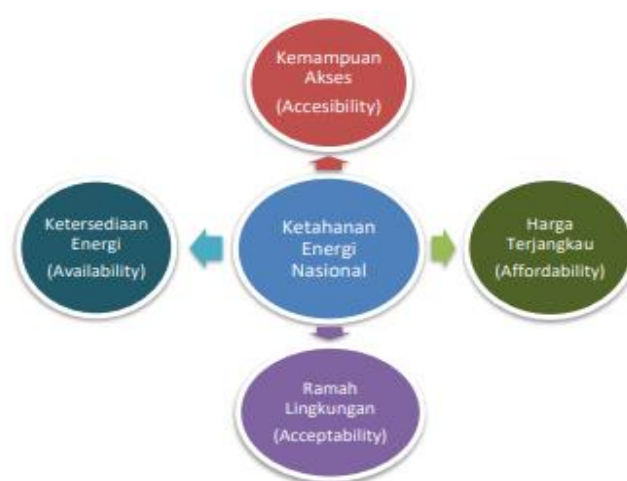 Kemampuan
Akses
(Accesibility)
Ketersediaan
Energi
(Availability)
Ketahanan
Energi
Nasional
Harga
Terjangkau
(Affordability)
Ramah
Lingkungan
(Acceptability)